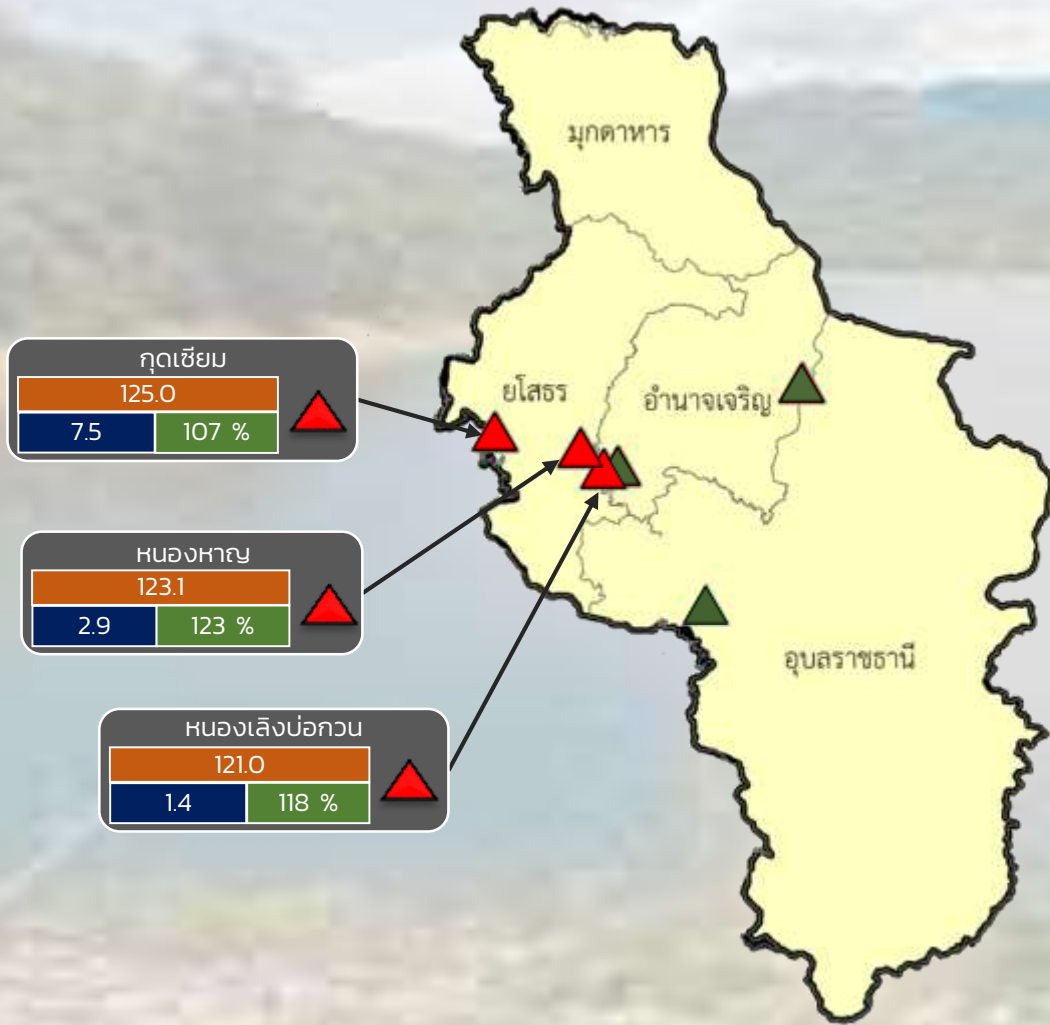 มุกดาหาร
ยโสธร
อำนาจเจริญ
อุบลราชธานี
กุดเซียม
125.0
7.5 107 %
หนองหาญ
123.1
2.9 123 %
หนองเลิงบ่อกวน
121.0
1.4 118 %